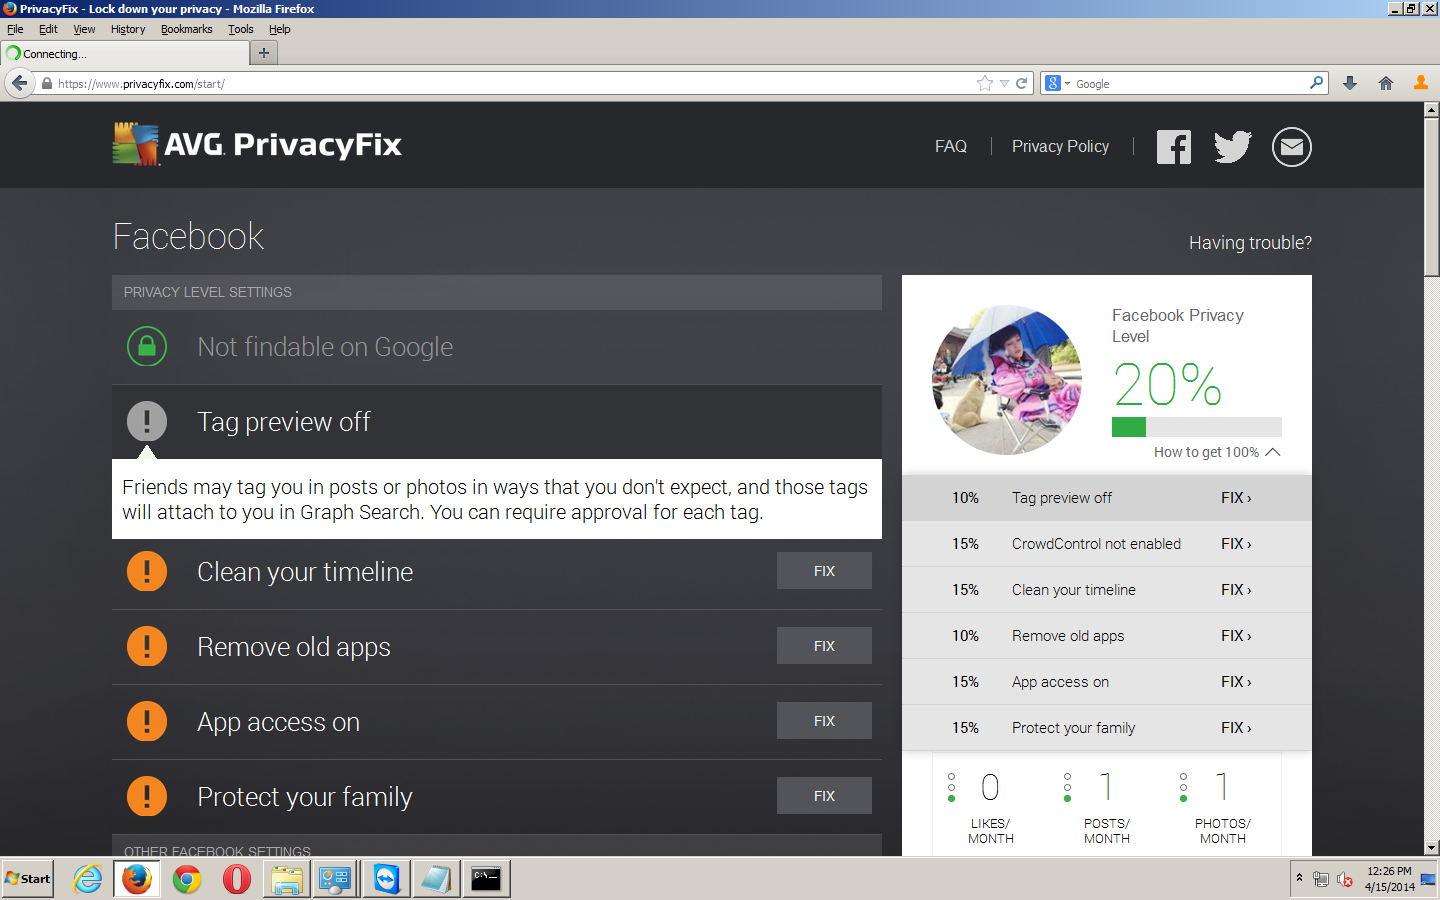 PrivacyFix - Lock down your privacy - Mozilla Firefox
File Edit View History Bookmarks Tools Help
Connecting...
https://www.privacyfix.com/start/
Google
AVG. PrivacyFix
FAQ
Privacy Policy
Facebook
Having trouble?
PRIVACY LEVEL SETTINGS
Not findable on Google
Tag preview off
Friends may tag you in posts or photos in ways that you don't expect, and those tags
will attach to you in Graph Search. You can require approval for each tag.
Clean your timeline FIX
Remove old apps FIX
App access on FIX
Protect your family FIX
OTHER FACEBOOK SETTINGS
Facebook Privacy
Level
20%
How to get 100%
10% Tag preview off FIX ›
15% CrowdControl not enabled FIX ›
15% Clean your timeline FIX ›
10% Remove old apps FIX ›
15% App access on FIX ›
15% Protect your family FIX ›
0 1 1
LIKES/ POSTS/ PHOTOS/
MONTH MONTH MONTH
Start
C:\.
12:26 PM
4/15/2014